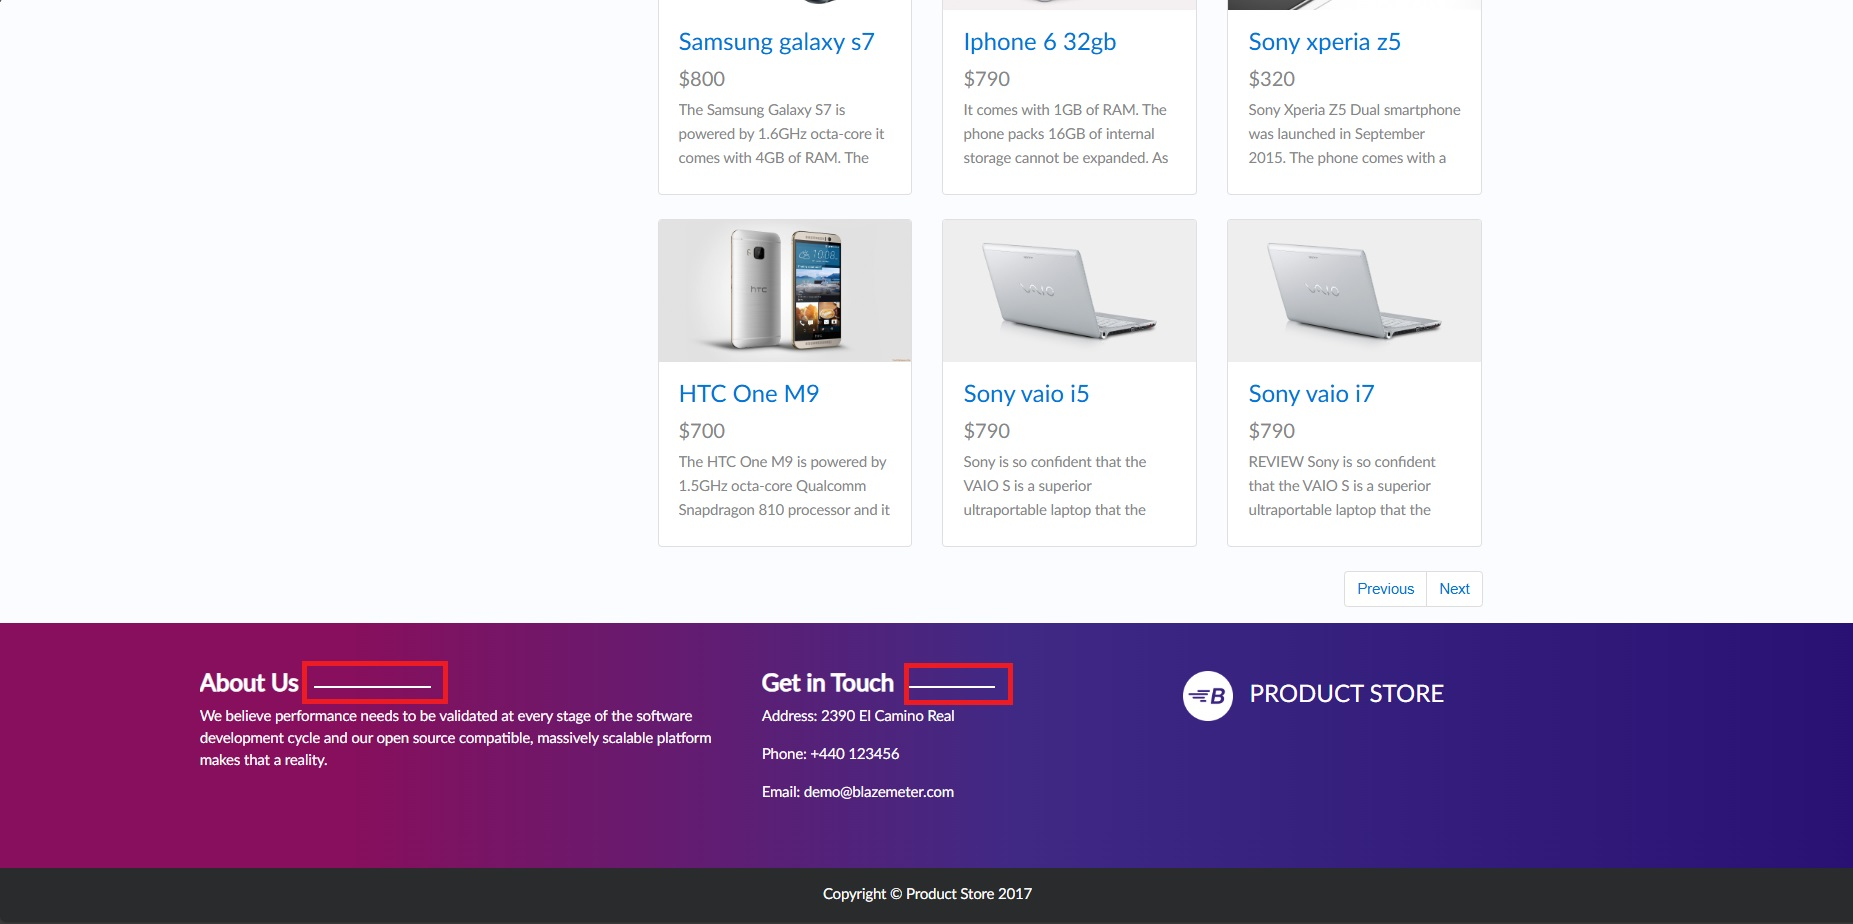 Samsung galaxy s7
$800
The Samsung Galaxy S7 is
powered by 1.6GHz octa-core it
comes with 4GB of RAM. The
Iphone 6 32gb
$790
It comes with 1GB of RAM. The
phone packs 16GB of internal
storage cannot be expanded. As
Sony xperia z5
$320
Sony Xperia Z5 Dual smartphone
was launched in September
2015. The phone comes with a
hTC
10:08
HTC One M9
$700
The HTC One M9 is powered by
1.5GHz octa-core Qualcomm
Snapdragon 810 processor and it
VAIO
Sony vaio i5
$790
Sony is so confident that the
VAIO S is a superior
ultraportable laptop that the
VAIO
Sony vaio i7
$790
REVIEW Sony is so confident
that the VAIO S is a superior
ultraportable laptop that the
Previous Next
About Us
We believe performance needs to be validated at every stage of the software
development cycle and our open source compatible, massively scalable platform
makes that a reality.
Get in Touch
Address: 2390 El Camino Real
Phone: +440 123456
Email: demo@blazemeter.com
B PRODUCT STORE
Copyright © Product Store 2017